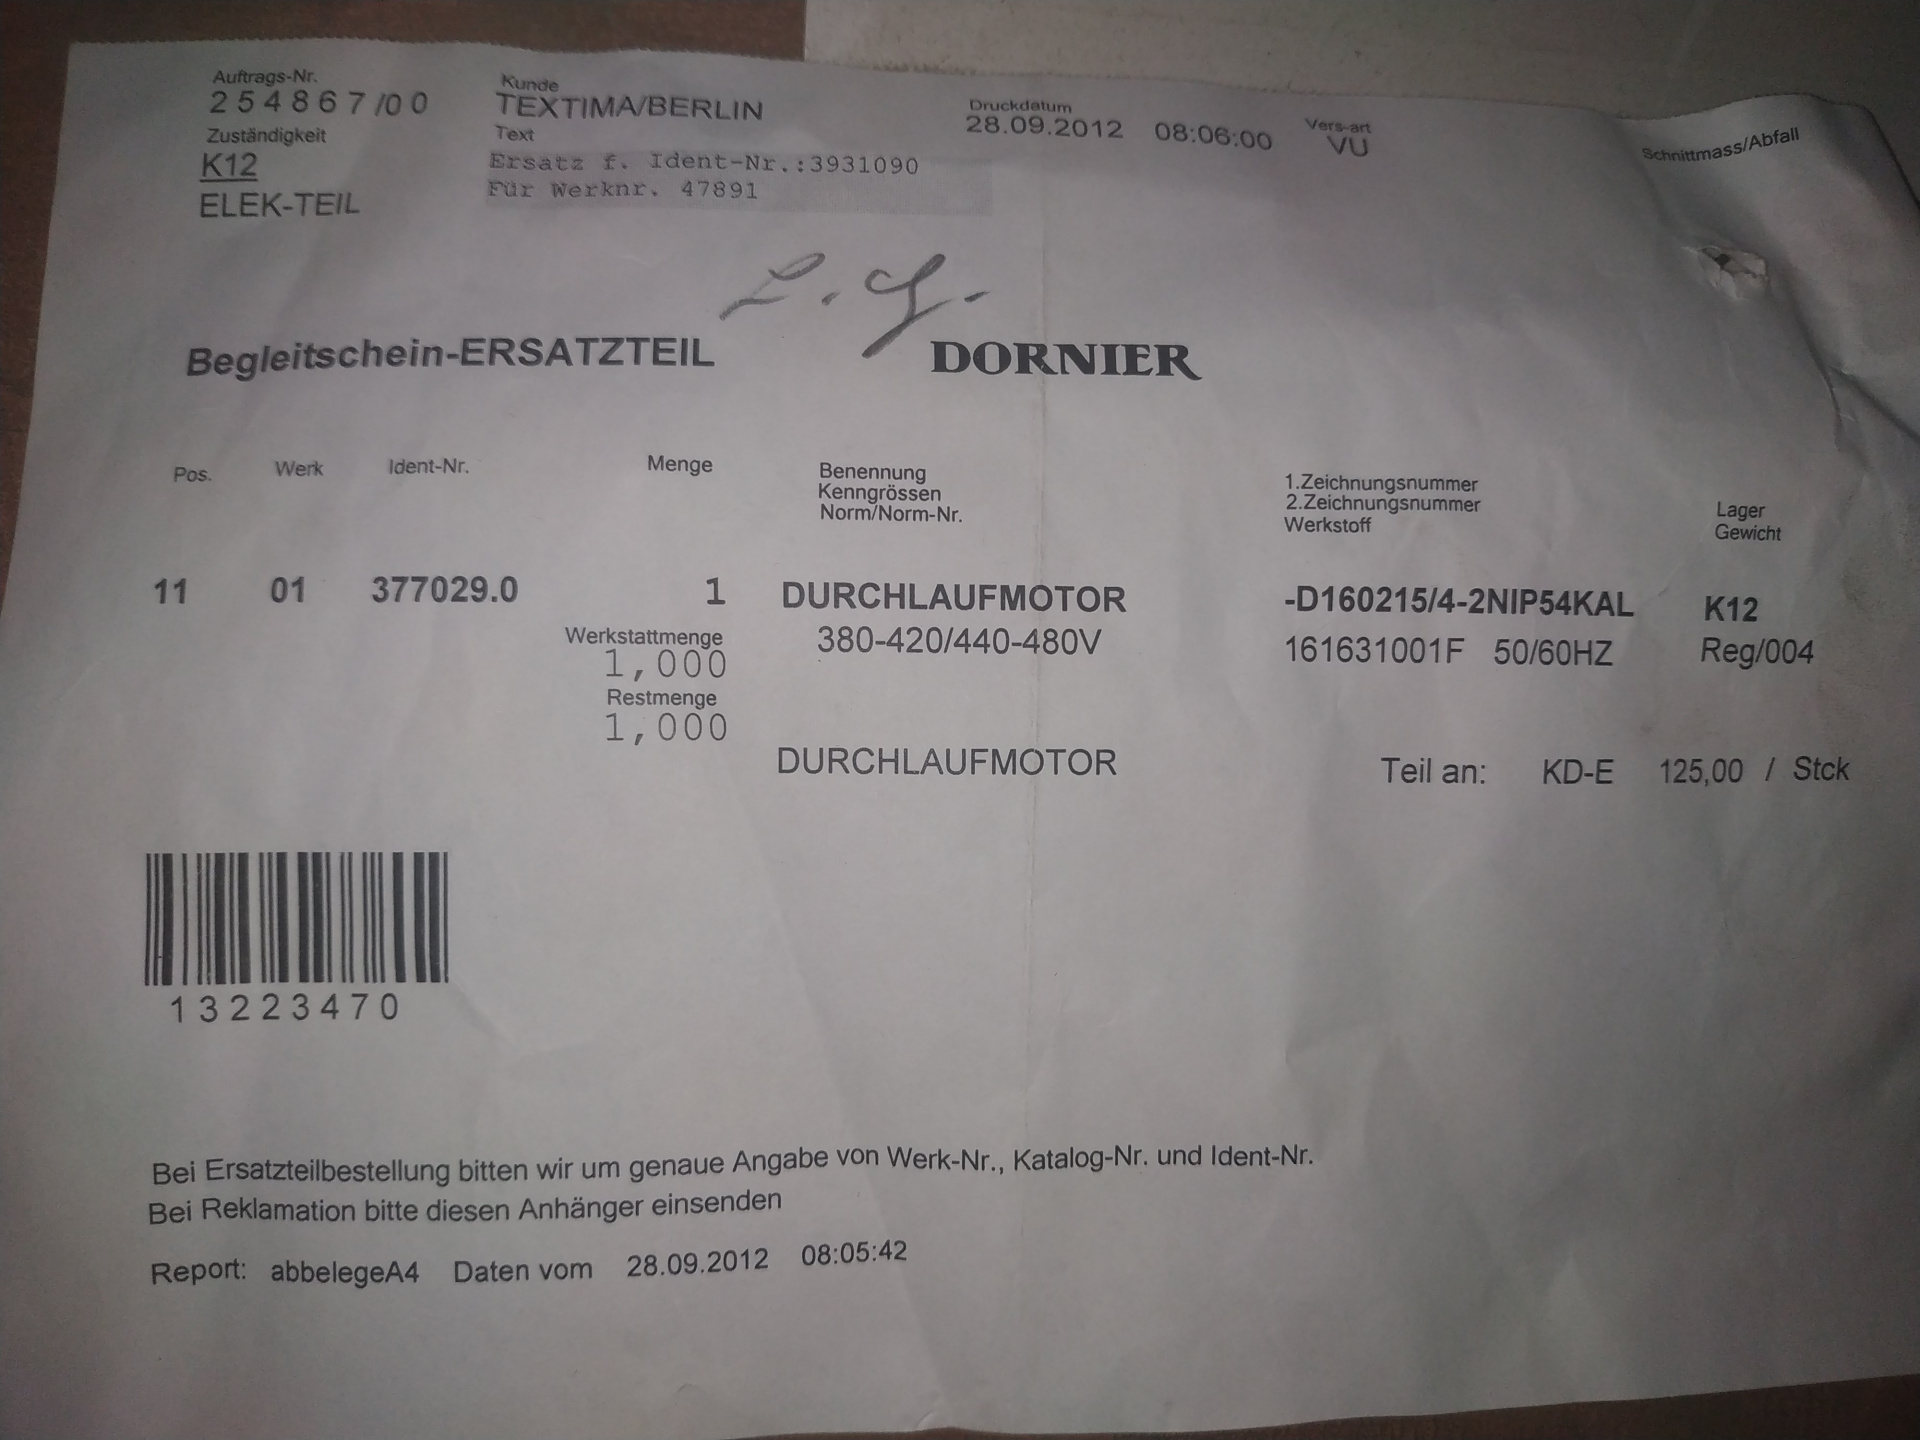 Auftrags-Nr.
254867/00
Zuständigkeit
K12
ELEK-TEIL
Kunde
TEXTIMA/BERLIN
Text
Ersatz f. Ident-Nr.:3931090
Für Werknr. 47891
Druckdatum
28.09.2012 08:06:00
Vers-art
VU
Schnittmass/Abfall
Begleitschein-ERSATZTEIL
DORNIER
Pos. Werk Ident-Nr. Menge
Benennung
Kenngrössen
Norm/Norm-Nr.
1.Zeichnungsnummer
2.Zeichnungsnummer
Werkstoff
Lager
Gewicht
11 01 377029.0 1 DURCHLAUFMOTOR -D160215/4-2NIP54KAL K12
Werkstattmenge 380-420/440-480V 161631001F 50/60HZ Reg/004
1,000
Restmenge
1,000
DURCHLAUFMOTOR Teil an: KD-E 125,00 / Stck
13223470
Bei Ersatzteilbestellung bitten wir um genaue Angabe von Werk-Nr., Katalog-Nr. und Ident-Nr.
Bei Reklamation bitte diesen Anhänger einsenden
Report: abbelegeA4 Daten vom 28.09.2012 08:05:42